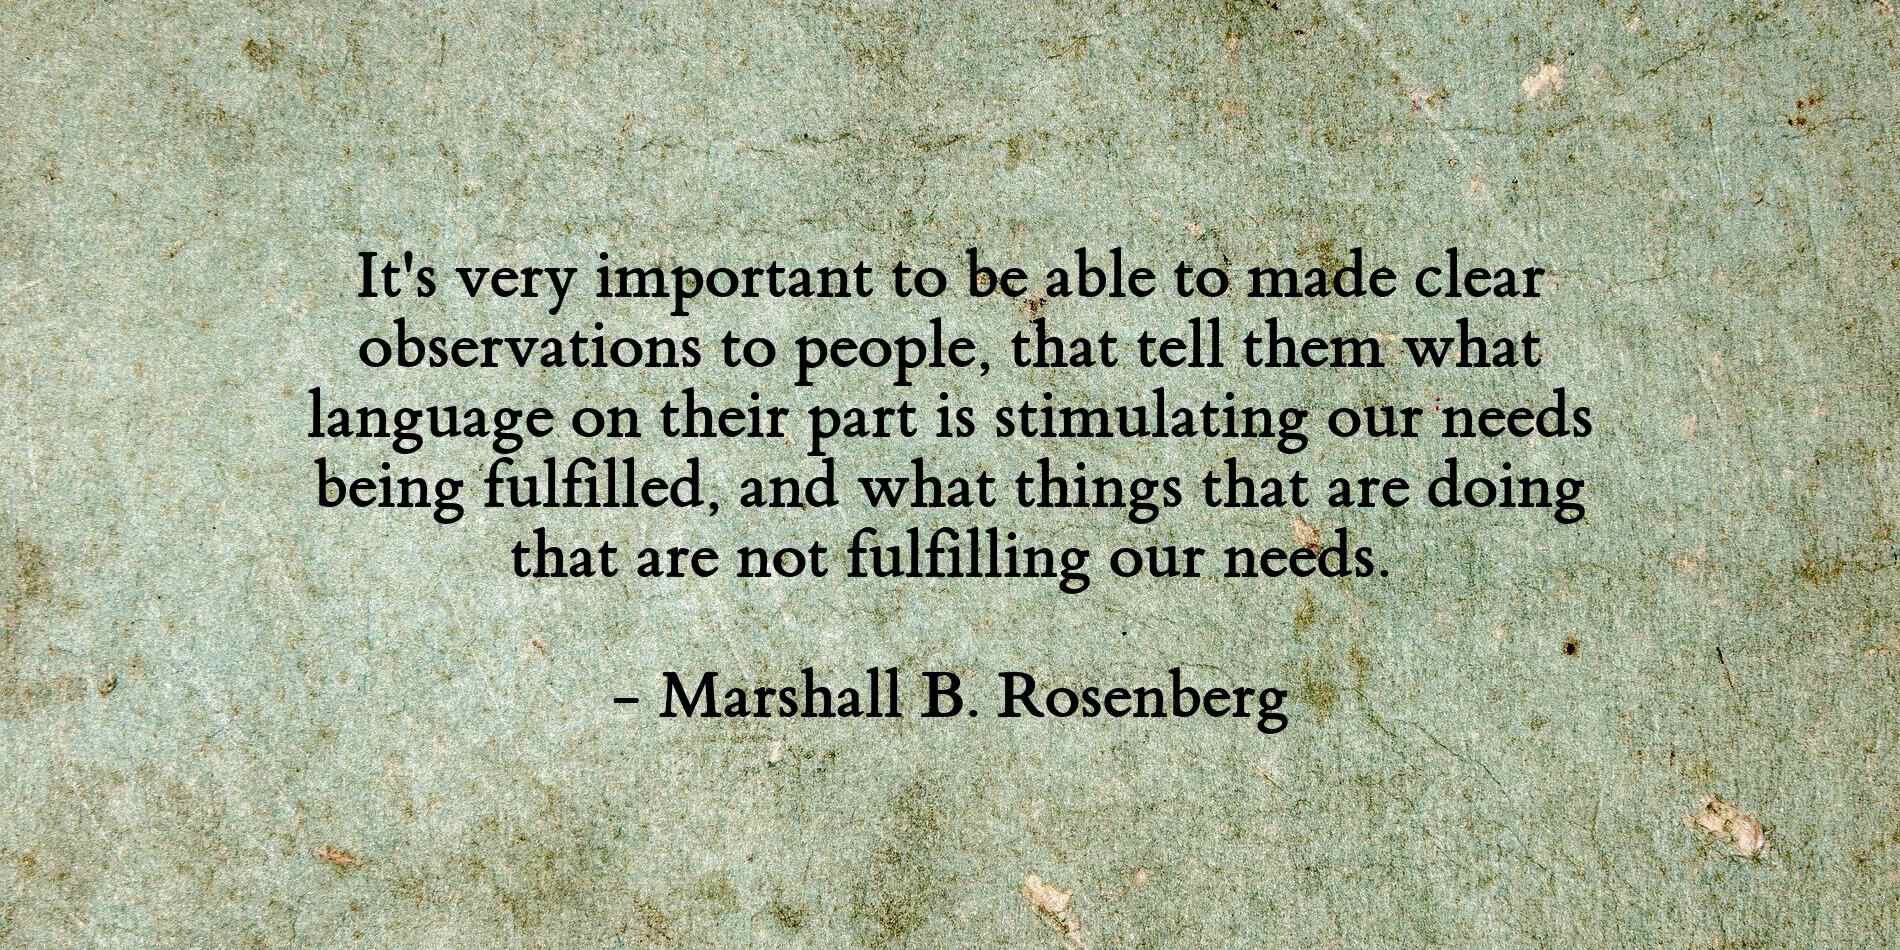 It's very important to be able to made clear
observations to people, that tell them what
language on their part is stimulating our needs
being fulfilled, and what things that are doing
that are not fulfilling our needs.
– Marshall B. Rosenberg